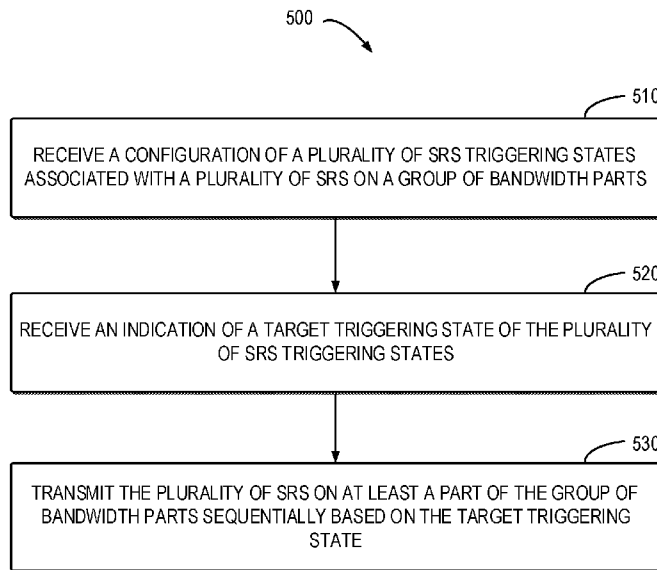 500
510
RECEIVE A CONFIGURATION OF A PLURALITY OF SRS TRIGGERING STATES
ASSOCIATED WITH A PLURALITY OF SRS ON A GROUP OF BANDWIDTH PARTS
520
RECEIVE AN INDICATION OF A TARGET TRIGGERING STATE OF THE PLURALITY
OF SRS TRIGGERING STATES
530
TRANSMIT THE PLURALITY OF SRS ON AT LEAST A PART OF THE GROUP OF
BANDWIDTH PARTS SEQUENTIALLY BASED ON THE TARGET TRIGGERING
STATE